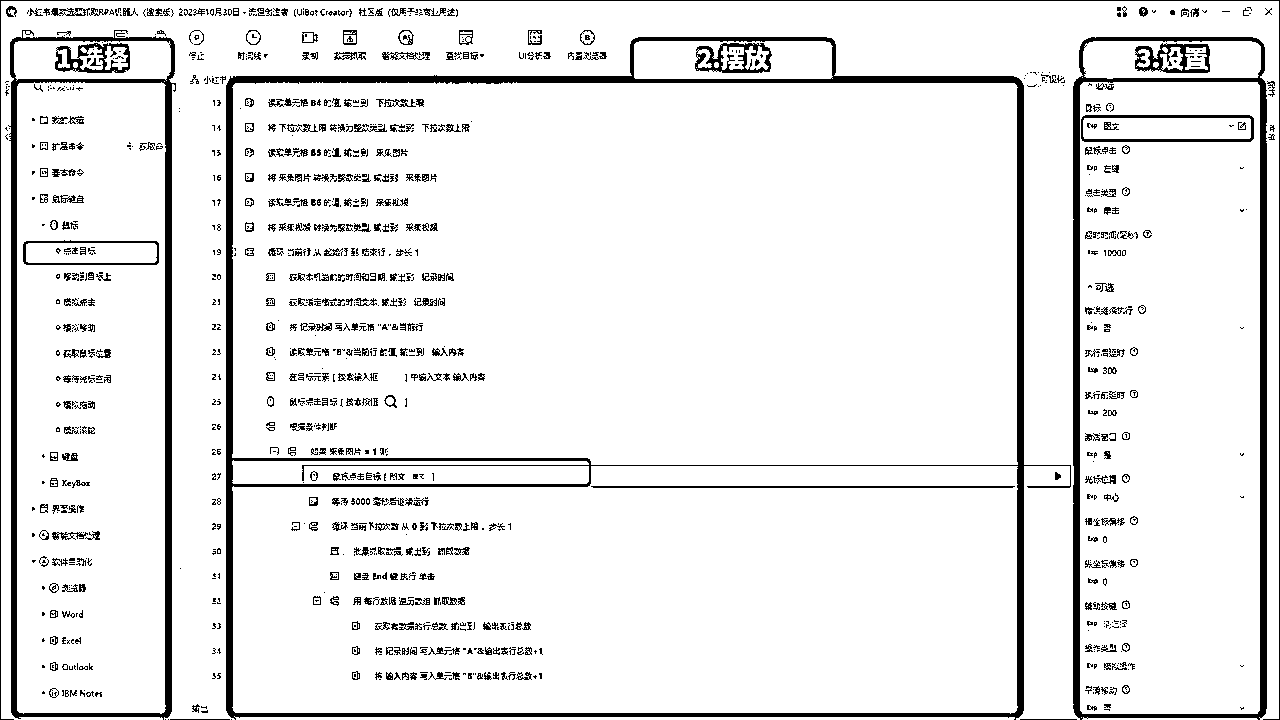 小红书爆款选题抓取RPA机器人（搜索版）2023年10月30日 - 流程创造者（UiBot Creator） 社区版（仅用于非商业用途）
停止
时间线
录制
数据抓取
智能文档处理
查找目标
UI分析器
内置浏览器
1.选择
2.摆放
3.设置
小红书
可视化
我的收藏
扩展命令
基本命令
鼠标键盘
鼠标
点击目标
移动到目标上
模拟点击
模拟移动
获取鼠标位置
等待光标空闲
模拟拖动
模拟滚轮
键盘
KeyBox
界面操作
智能文档处理
软件自动化
浏览器
Word
Excel
Outlook
IBM Notes
13 读取单元格 B4 的值, 输出到 下拉次数上限
14 将 下拉次数上限 转换为整数类型, 输出到 下拉次数上限
15 读取单元格 B5 的值, 输出到 采集图片
16 将 采集图片 转换为整数类型, 输出到 采集图片
17 读取单元格 B6 的值, 输出到 采集视频
18 将 采集视频 转换为整数类型, 输出到 采集视频
19 循环 当前行 从 起始行 到 结束行 , 步长 1
20 获取本机当前的时间和日期, 输出到 记录时间
21 获取指定格式的时间文本, 输出到 记录时间
22 将 记录时间 写入单元格 "A"&当前行
23 读取单元格 "B"&当前行 的值, 输出到 输入内容
24 在目标元素 [ 搜索输入框 ] 中输入文本 输入内容
25 鼠标点击目标 [ 搜索按钮 ]
26 根据条件判断
26 如果 采集图片 = 1 则
27 鼠标点击目标 [ 图文 ]
28 等待 5000 毫秒后继续运行
29 循环 当前下拉次数 从 0 到 下拉次数上限 , 步长 1
30 批量抓取数据, 输出到 抓取数据
31 键盘 End 键 执行 单击
32 用 每行数据 遍历数组 抓取数据
33 获取有数据的行总数, 输出到 输出表行总数
34 将 记录时间 写入单元格 "A"&输出表行总数+1
35 将 输入内容 写入单元格 "B"&输出表行总数+1
输出
必选
目标
Exp 图文
鼠标点击
Exp 左键
点击类型
Exp 单击
超时时间(毫秒)
Exp 10000
可选
错误继续执行
Exp 否
执行后延时
Exp 300
执行前延时
Exp 200
激活窗口
Exp 是
光标位置
Exp 中心
横坐标偏移
Exp 0
纵坐标偏移
Exp 0
辅助按键
Exp 请选择
操作类型
Exp 模拟操作
平滑移动
Exp 否